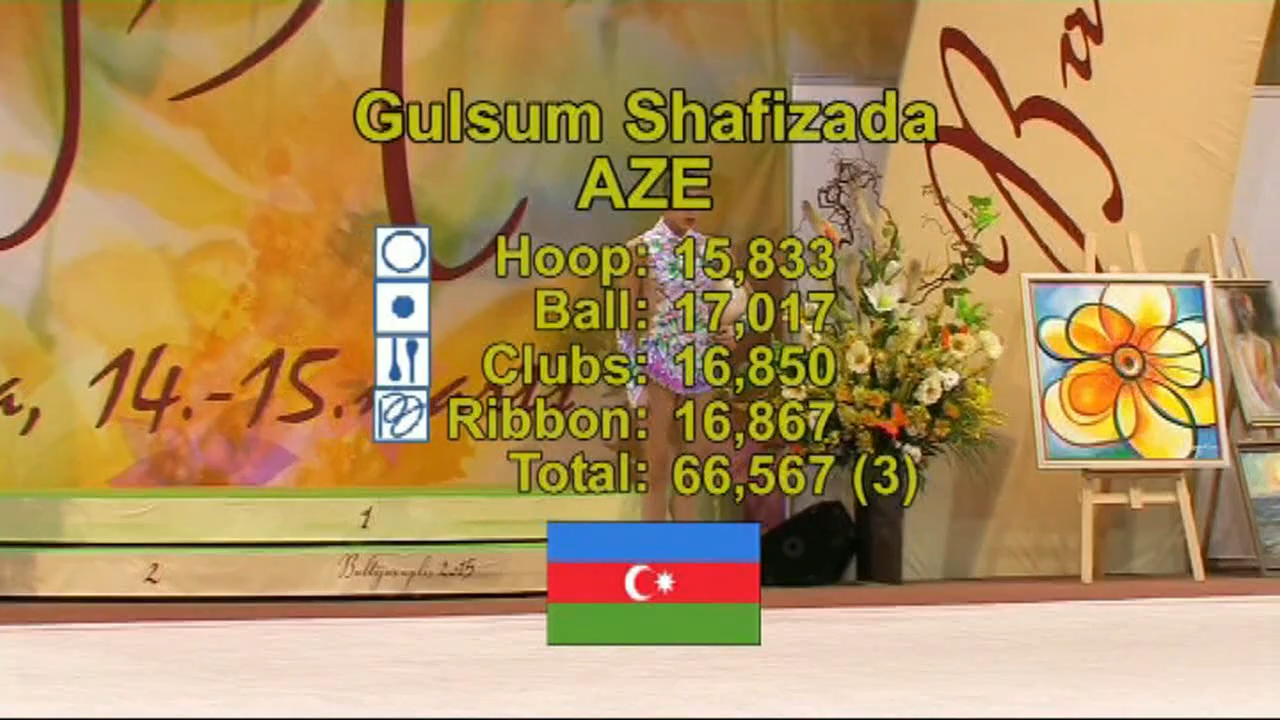 Gulsum Shafizada
AZE
Hoop: 15,833
Ball: 17,017
Clubs: 16,850
Ribbon: 16,867
Total: 66,567 (3)
14.-15.
1
2